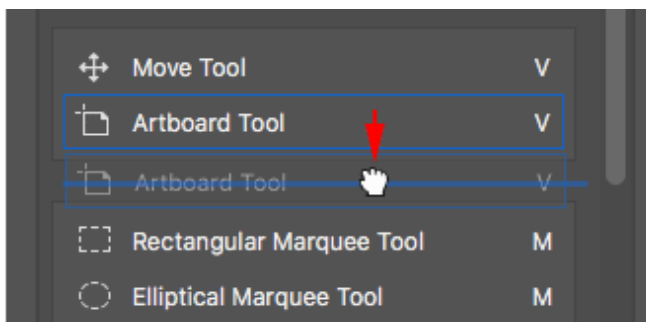 Move Tool V
Artboard Tool V
Artboard Tool V
Rectangular Marquee Tool M
Elliptical Marquee Tool M